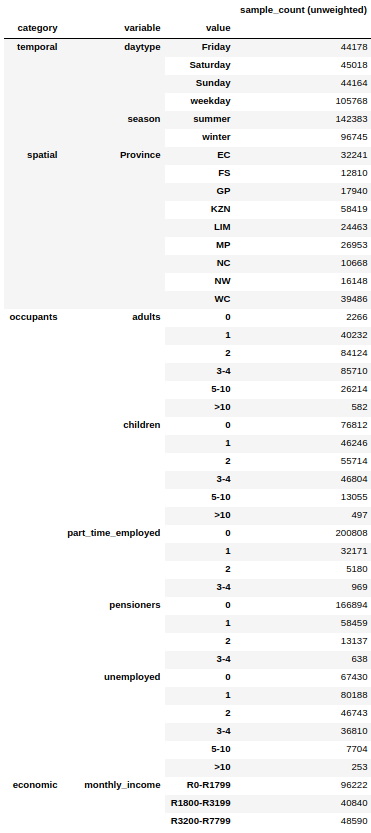 sample_count (unweighted)
category variable value
temporal daytype Friday 44178
Saturday 45018
Sunday 44164
weekday 105768
season summer 142383
winter 96745
spatial Province EC 32241
FS 12810
GP 17940
KZN 58419
LIM 24463
MP 26953
NC 10668
NW 16148
WC 39486
occupants adults 0 2266
1 40232
2 84124
3-4 85710
5-10 26214
>10 582
children 0 76812
1 46246
2 55714
3-4 46804
5-10 13055
>10 497
part_time_employed 0 200808
1 32171
2 5180
3-4 969
pensioners 0 166894
1 58459
2 13137
3-4 638
unemployed 0 67430
1 80188
2 46743
3-4 36810
5-10 7704
>10 253
economic monthly_income R0-R1799 96222
R1800-R3199 40840
R3200-R7799 48590